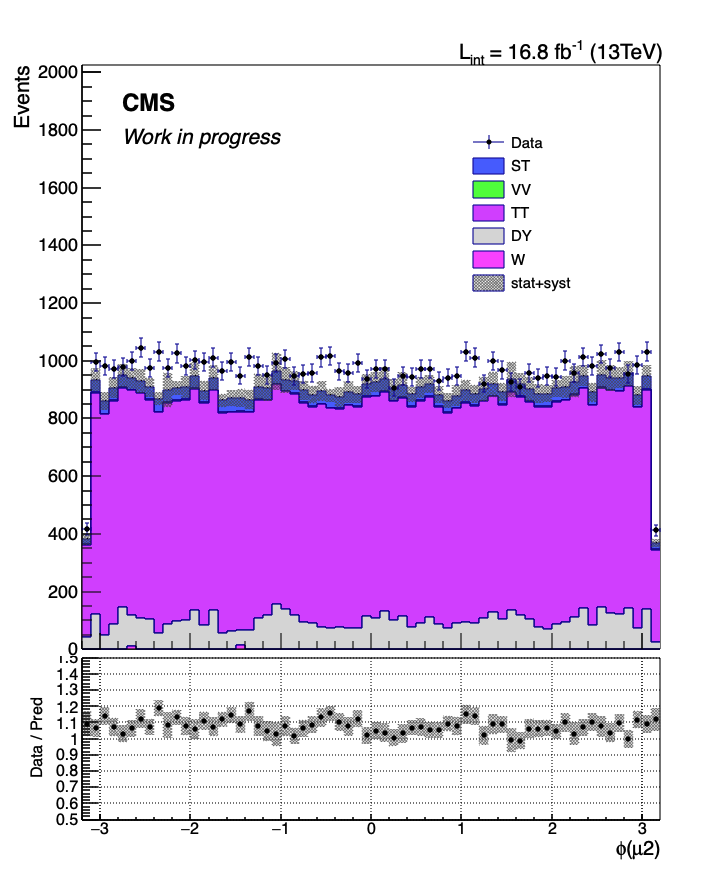 L_int = 16.8 fb⁻¹ (13TeV)
Events
2000
CMS
Work in progress
1800
Data
ST
1600
VV
TT
1400
DY
W
stat+syst
1200
1000
800
600
400
200
0
1.5
1.4
1.3
1.2
1.1
1
0.9
0.8
0.7
0.6
0.5
Data / Pred
−3 −2 −1 0 1 2 3
ϕ(μ2)